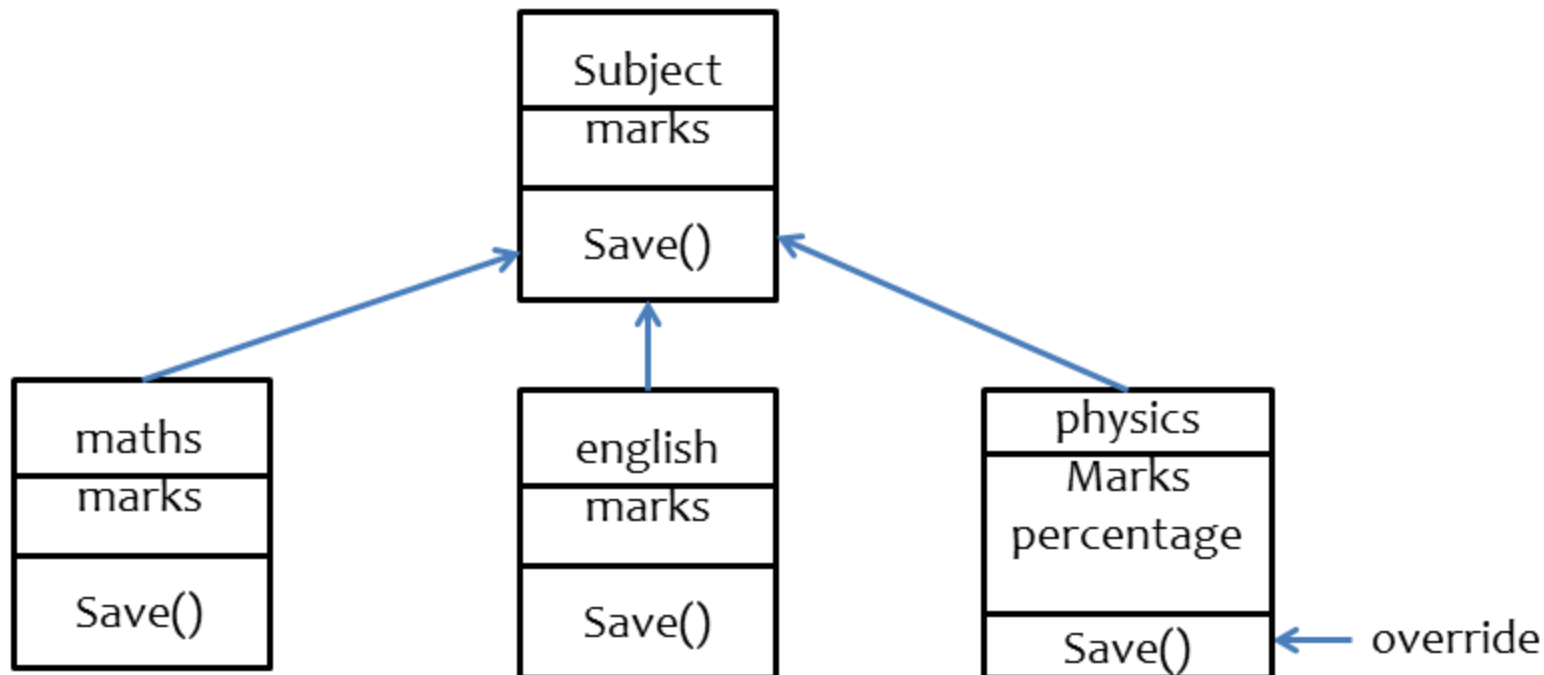 Subject
marks
Save()
maths
marks
Save()
english
marks
Save()
physics
Marks
percentage
Save()
override